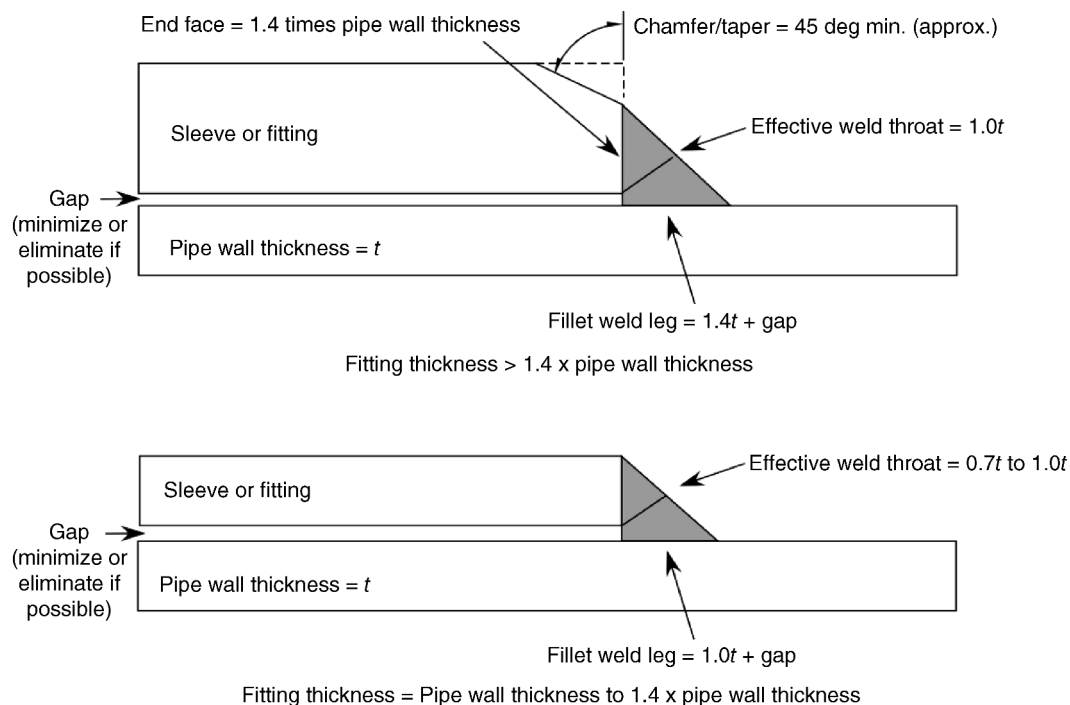 End face = 1.4 times pipe wall thickness
Chamfer/taper = 45 deg min. (approx.)
Sleeve or fitting
Effective weld throat = 1.0t
Gap
(minimize or
eliminate if
possible)
Pipe wall thickness = t
Fillet weld leg = 1.4t + gap
Fitting thickness > 1.4 x pipe wall thickness
Sleeve or fitting
Effective weld throat = 0.7t to 1.0t
Gap
(minimize or
eliminate if
possible)
Pipe wall thickness = t
Fillet weld leg = 1.0t + gap
Fitting thickness = Pipe wall thickness to 1.4 x pipe wall thickness